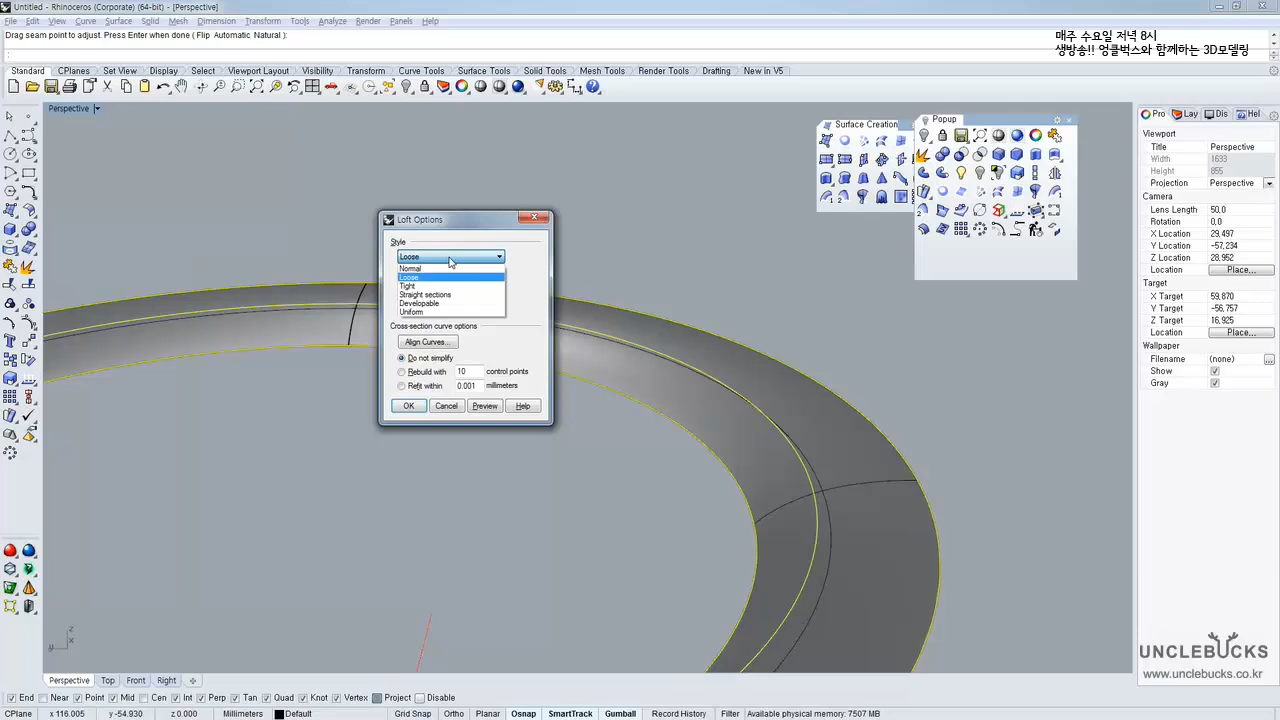 Untitled - Rhinoceros (Corporate) (64-bit) - [Perspective]
File Edit View Curve Surface Solid Mesh Dimension Transform Tools Analyze Render Panels Help
Drag seam point to adjust. Press Enter when done ( Flip Automatic Natural ):
매주 수요일 저녁 8시
생방송!! 엉클벅스와 함께하는 3D모델링
Standard CPlanes Set View Display Select Viewport Layout Visibility Transform Curve Tools Surface Tools Solid Tools Mesh Tools Render Tools Drafting New in V5
Perspective
Surface Creation
Popup
Pro Lay Dis Hel
Viewport
Title Perspective
Width 1633
Height 855
Projection Perspective
Camera
Lens Length 50,0
Rotation 0,0
X Location 29,497
Y Location -57,234
Z Location 28,952
Location Place...
Target
X Target 59,870
Y Target -56,757
Z Target 16,925
Location Place...
Wallpaper
Filename (none)
Show
Gray
Loft Options
Style
Loose
Normal
Loose
Tight
Straight sections
Developable
Uniform
Cross-section curve options
Align Curves...
Do not simplify
Rebuild with 10 control points
Refit within 0.001 millimeters
OK Cancel Preview Help
z
y x
UNCLEBUCKS
www.unclebucks.co.kr
Perspective Top Front Right
End Near Point Mid Cen Int Perp Tan Quad Knot Vertex Project Disable
CPlane x 116.005 y -54.930 z 0.000 Millimeters Default Grid Snap Ortho Planar Osnap SmartTrack Gumball Record History Filter Available physical memory: 7507 MB